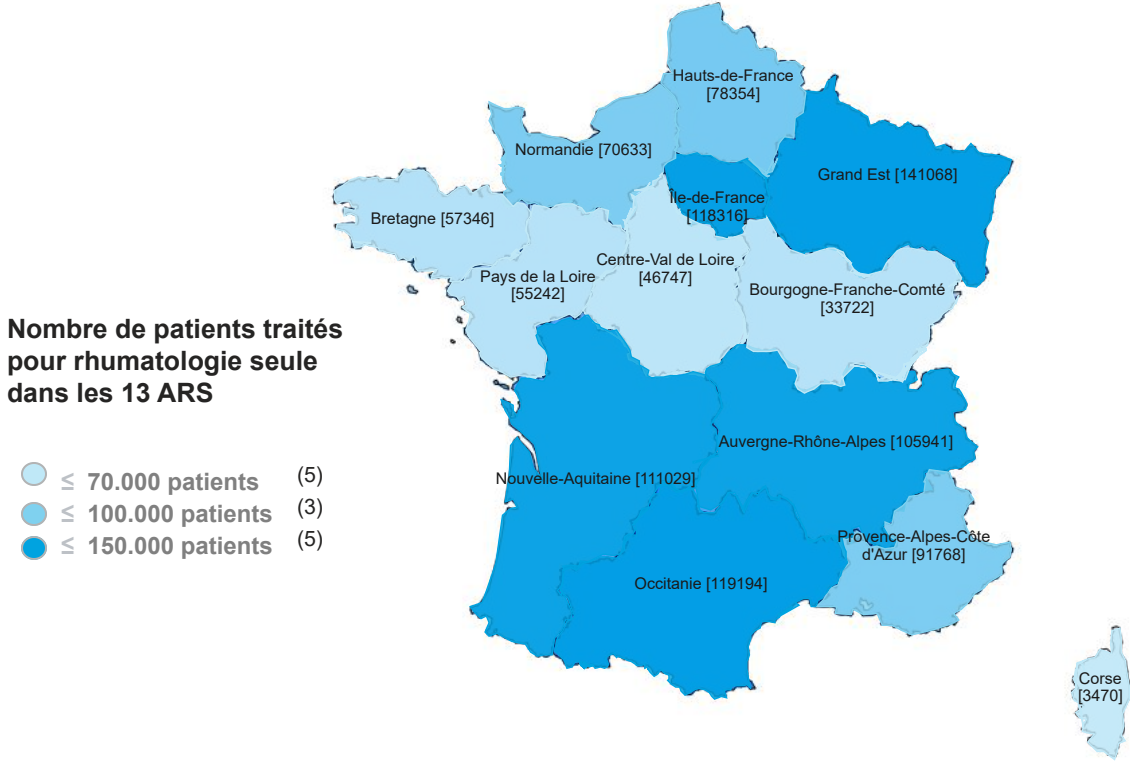 Hauts-de-France
[78354]
Normandie [70633]
Grand Est [141068]
Île-de-France
[118316]
Bretagne [57346]
Centre-Val de Loire
[46747]
Pays de la Loire
[55242]
Bourgogne-Franche-Comté
[33722]
Nombre de patients traités
pour rhumatologie seule
dans les 13 ARS
≤ 70.000 patients (5)
≤ 100.000 patients (3)
≤ 150.000 patients (5)
Auvergne-Rhône-Alpes [105941]
Nouvelle-Aquitaine [111029]
Provence-Alpes-Côte
d'Azur [91768]
Occitanie [119194]
Corse
[3470]